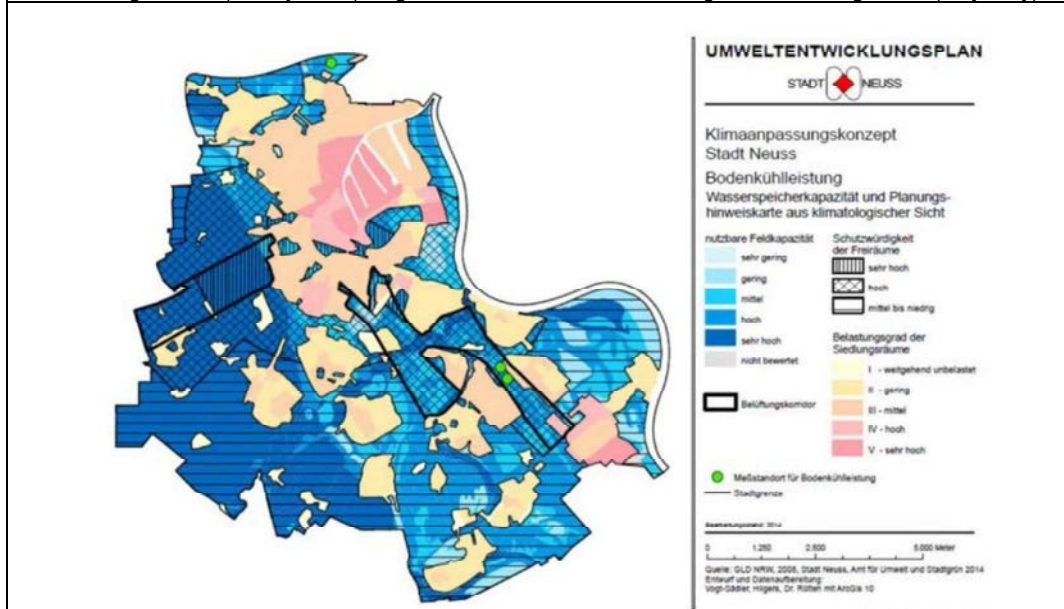 UMWELTENTWICKLUNGSPLAN
STADT NEUSS
Klimaanpassungskonzept
Stadt Neuss
Bodenkühlleistung
Wasserspeicherkapazität und Planungs-
hinweiskarte aus klimatologischer Sicht
nutzbare Feldkapazität
sehr gering
gering
mittel
hoch
sehr hoch
nicht bewertet
Belüftungskorridor
Schutzwürdigkeit
der Freiräume
sehr hoch
hoch
mittel bis niedrig
Belastungsgrad der
Siedlungsräume
I - weitgehend unbelastet
II - gering
III - mittel
IV - hoch
V - sehr hoch
Meßstandort für Bodenkühlleistung
Stadtgrenze
Bearbeitungsstand: 2014
0 1.250 2.500 5.000 Meter
Quelle: GLD NRW, 2008, Stadt Neuss, Amt für Umwelt und Stadtgrün 2014
Entwurf und Datenaufbereitung:
Vogt-Sädler, Hilgers, Dr. Rütten mit ArcGis 10